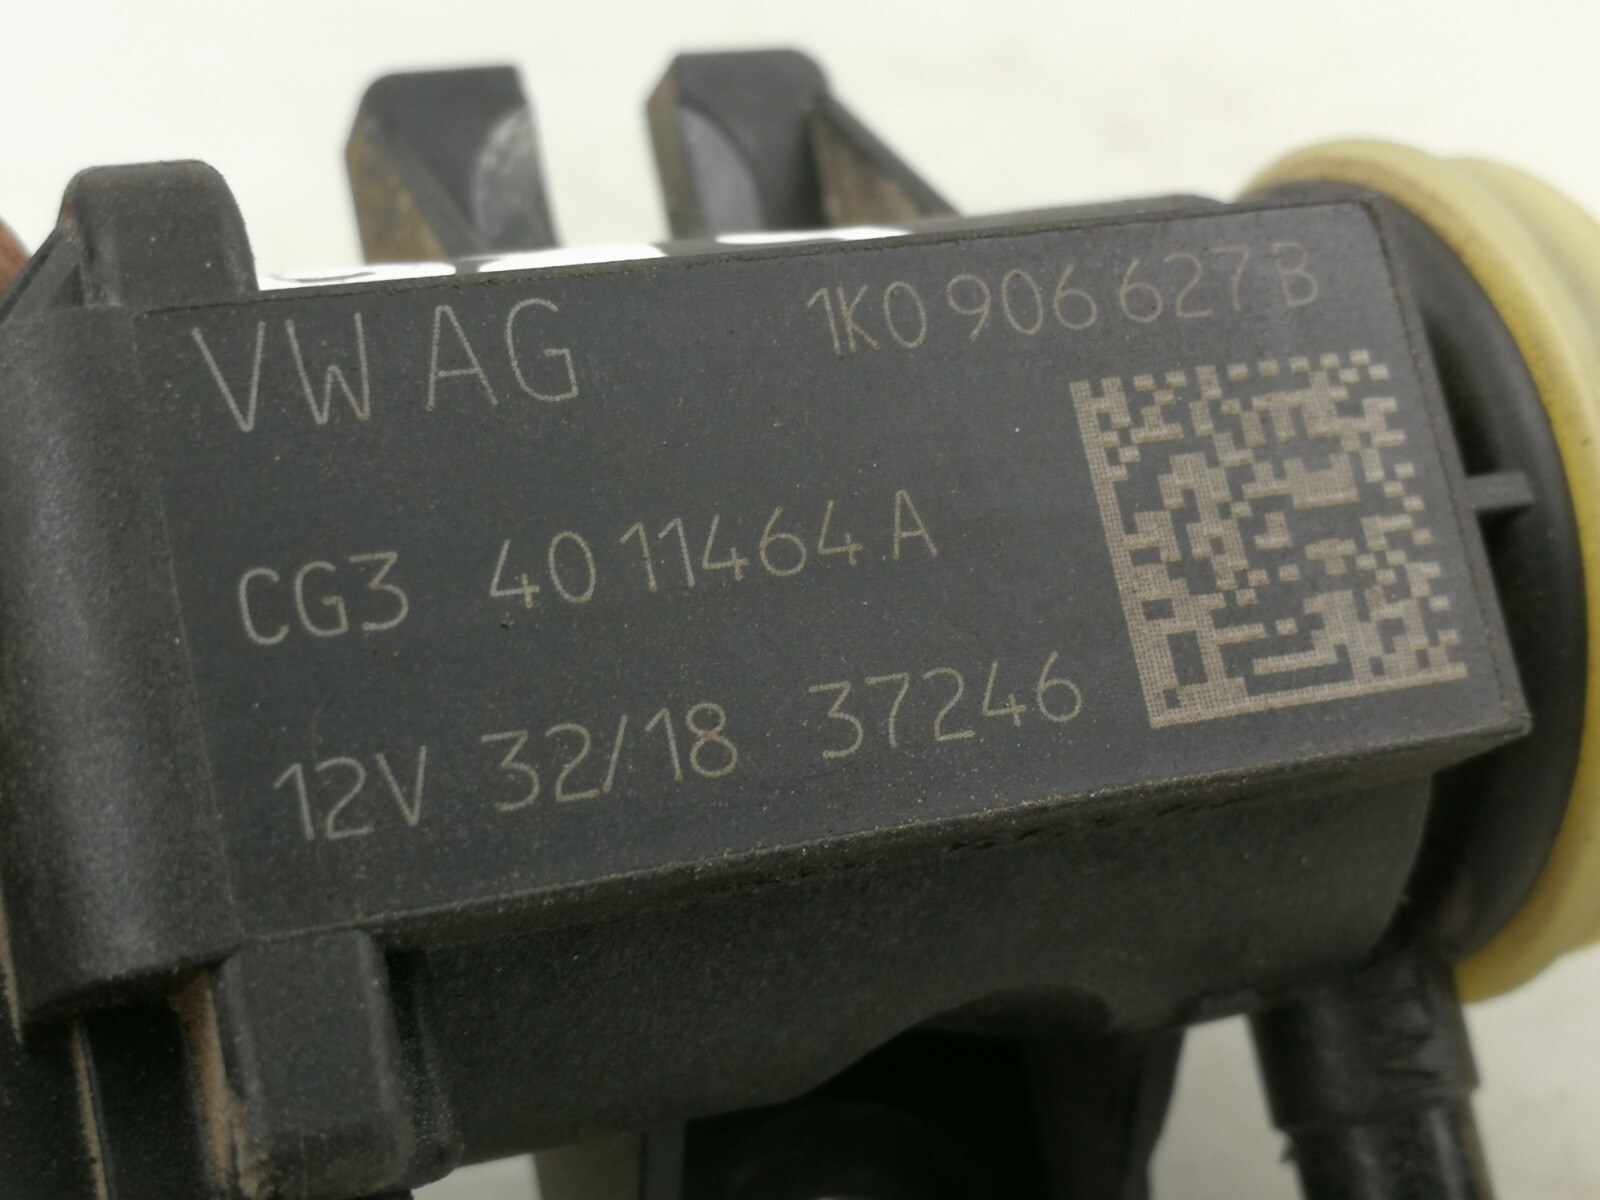 VW AG 1K0 906 627 B
CG3 4011464 A
12V 32/18 37246